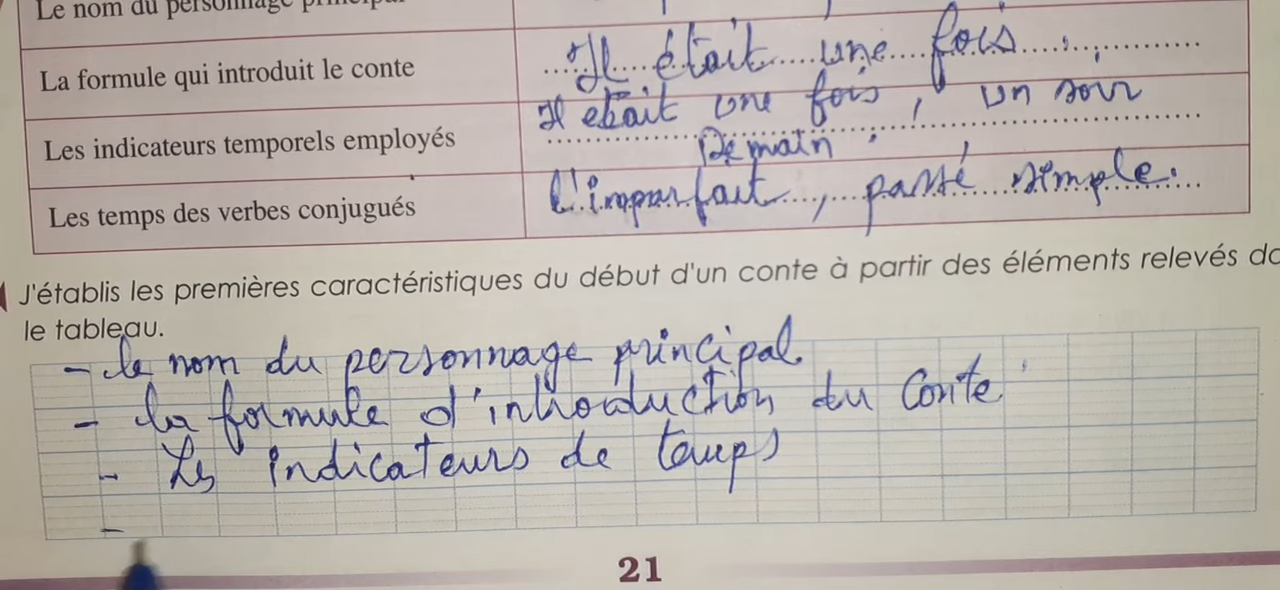 Le nom du personnage principal
La formule qui introduit le conte
Il était une fois
Les indicateurs temporels employés
Il était une fois, un soir
Demain
Les temps des verbes conjugués
L'imparfait, passé simple.
J'établis les premières caractéristiques du début d'un conte à partir des éléments relevés da
le tableau.
- le nom du personnage principal
- la formule d'introduction du conte
- Les indicateurs de temps
-
21